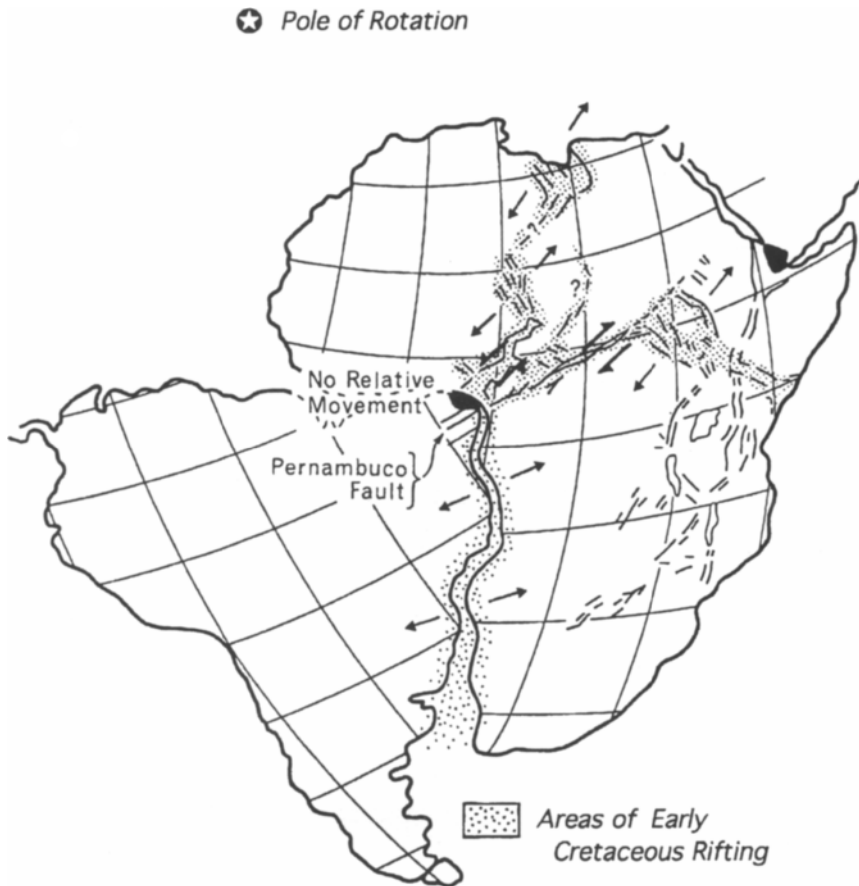 Pole of Rotation
?
No Relative
Movement
Pernambuco
Fault
Areas of Early
Cretaceous Rifting